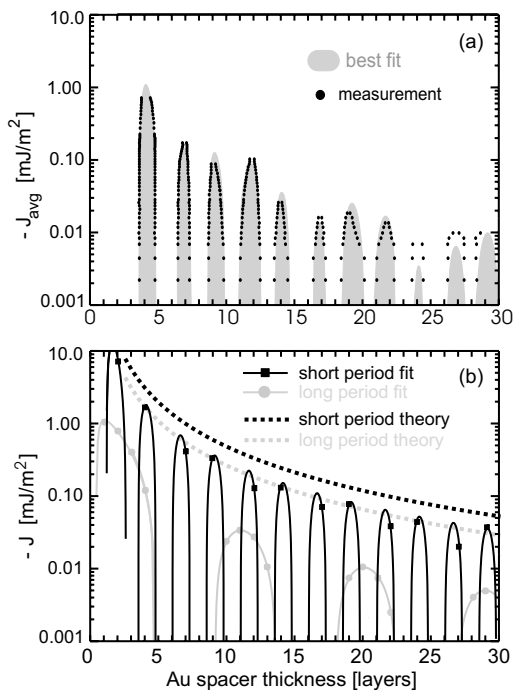 10.0
(a)
best fit
1.00
measurement
- J_avg [mJ/m²]
0.10
0.01
0.001
0 5 10 15 20 25 30
10.0
(b)
short period fit
long period fit
1.00
short period theory
long period theory
- J [mJ/m²]
0.10
0.01
0.001
0 5 10 15 20 25 30
Au spacer thickness [layers]